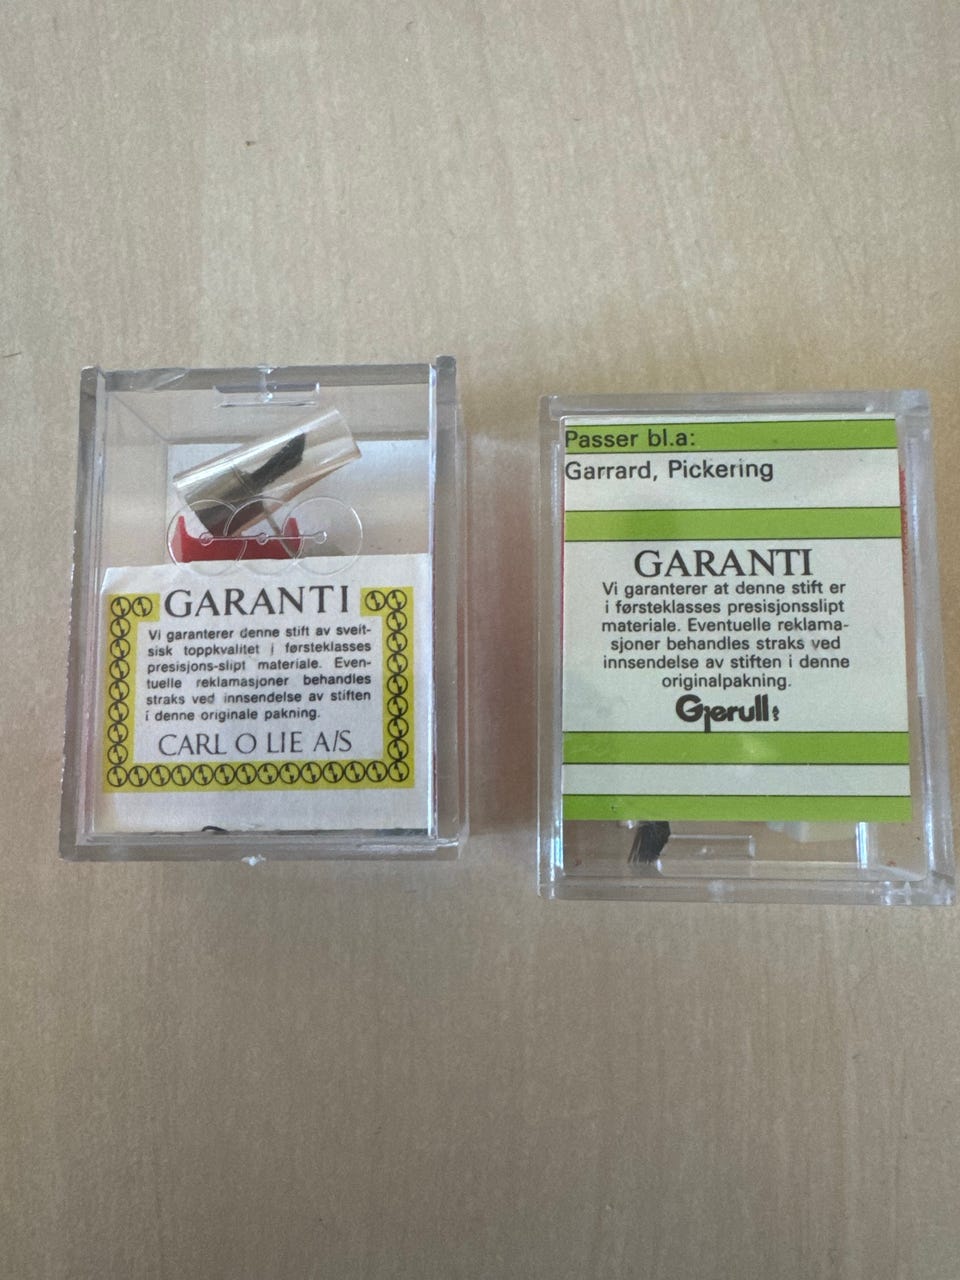 GARANTI
Vi garanterer denne stift av sveit-
sisk toppkvalitet i førsteklasses
presisjons-slipt materiale. Even-
tuelle reklamasjoner behandles
straks ved innsendelse av stiften
i denne originale pakning.
CARL O LIE A/S
Passer bl.a:
Garrard, Pickering
GARANTI
Vi garanterer at denne stift er
i førsteklasses presisjonsslipt
materiale. Eventuelle reklama-
sjoner behandles straks ved
innsendelse av stiften i denne
originalpakning.
Gjerull